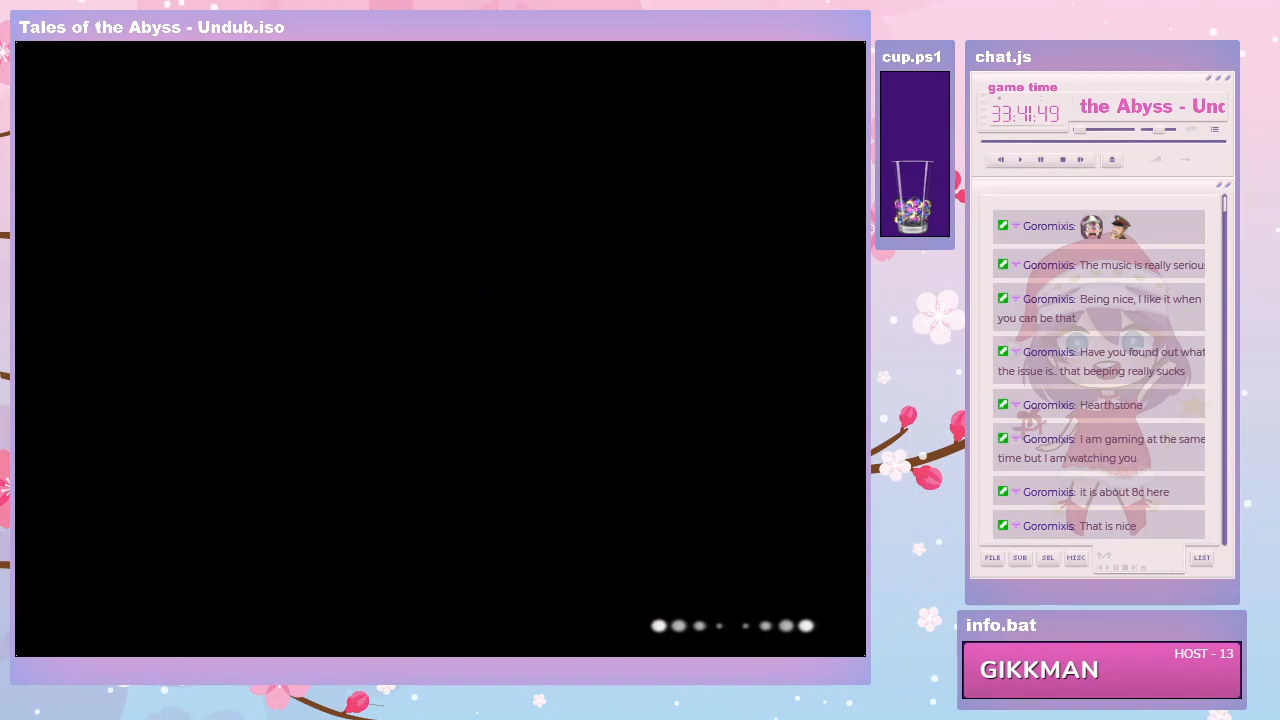 Tales of the Abyss - Undub.iso
cup.ps1
chat.js
game time
33:41:49
the Abyss - Und
Goromixis:
Goromixis: The music is really seriou
Goromixis: Being nice, I like it when
you can be that
Goromixis: Have you found out what
the issue is.. that beeping really sucks
Goromixis: Hearthstone
Goromixis: I am gaming at the same
time but I am watching you
Goromixis: it is about 8c here
Goromixis: That is nice
FILE
SUB
SEL
MISC
?/?
LIST
info.bat
HOST - 13
GIKKMAN